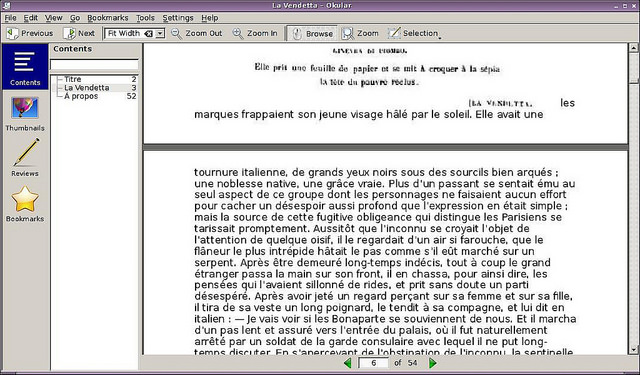 La Vendetta - Okular
File Edit View Go Bookmarks Tools Settings Help
Previous Next Fit Width Zoom Out Zoom In Browse Zoom Selection
Contents
Contents
Thumbnails
Reviews
Bookmarks
Titre 2
La Vendetta 3
A propos 52
GINEVRA DI PIOMBO.
Elle prit une feuille de papier et se mit à croquer à la sépia
la tête du pauvre reclus.
[LA VENDETTA. les
marques frappaient son jeune visage hâlé par le soleil. Elle avait une
tournure italienne, de grands yeux noirs sous des sourcils bien arqués ;
une noblesse native, une grâce vraie. Plus d'un passant se sentait ému au
seul aspect de ce groupe dont les personnages ne faisaient aucun effort
pour cacher un désespoir aussi profond que l'expression en était simple ;
mais la source de cette fugitive obligeance qui distingue les Parisiens se
tarissait promptement. Aussitôt que l'inconnu se croyait l'objet de
l'attention de quelque oisif, il le regardait d'un air si farouche, que le
flâneur le plus intrépide hâtait le pas comme s'il eût marché sur un
serpent. Après être demeuré long-temps indécis, tout à coup le grand
étranger passa la main sur son front, il en chassa, pour ainsi dire, les
pensées qui l'avaient sillonné de rides, et prit sans doute un parti
désespéré. Après avoir jeté un regard perçant sur sa femme et sur sa fille,
il tira de sa veste un long poignard, le tendit à sa compagne, et lui dit en
italien : — Je vais voir si les Bonaparte se souviennent de nous. Et il marcha
d'un pas lent et assuré vers l'entrée du palais, où il fut naturellement
arrêté par un soldat de la garde consulaire avec lequel il ne put long-
temps discuter. En s'apercevant de l'obstination de l'inconnu, la sentinelle
6 of 54